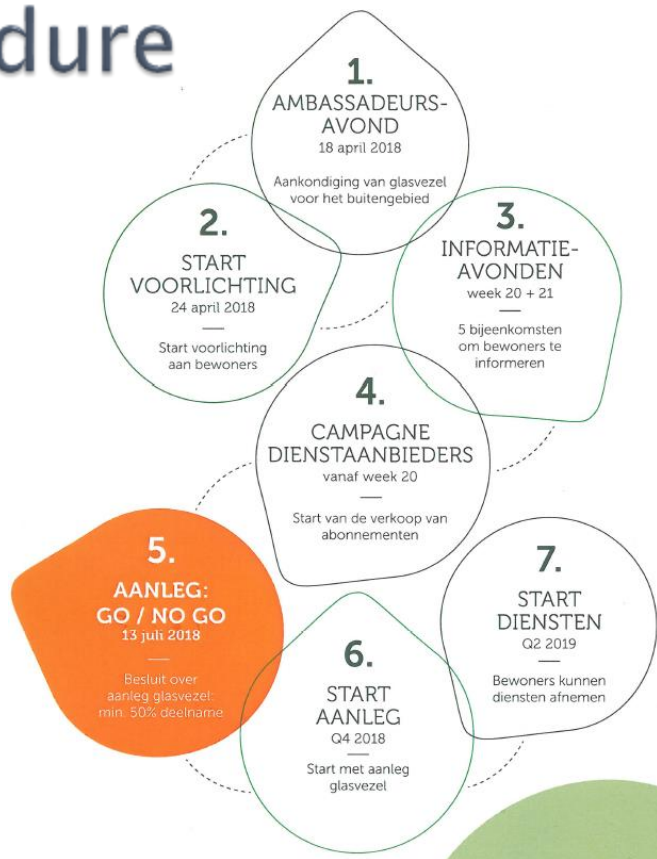 dure
1.
AMBASSADEURS-
AVOND
18 april 2018
Aankondiging van glasvezel
voor het buitengebied
2.
START
VOORLICHTING
24 april 2018
Start voorlichting
aan bewoners
3.
INFORMATIE-
AVONDEN
week 20 + 21
5 bijeenkomsten
om bewoners te
informeren
4.
CAMPAGNE
DIENSTAANBIEDERS
vanaf week 20
Start van de verkoop van
abonnementen
5.
AANLEG:
GO / NO GO
13 juli 2018
Besluit over
aanleg glasvezel:
min. 50% deelname
6.
START
AANLEG
Q4 2018
Start met aanleg
glasvezel
7.
START
DIENSTEN
Q2 2019
Bewoners kunnen
diensten afnemen